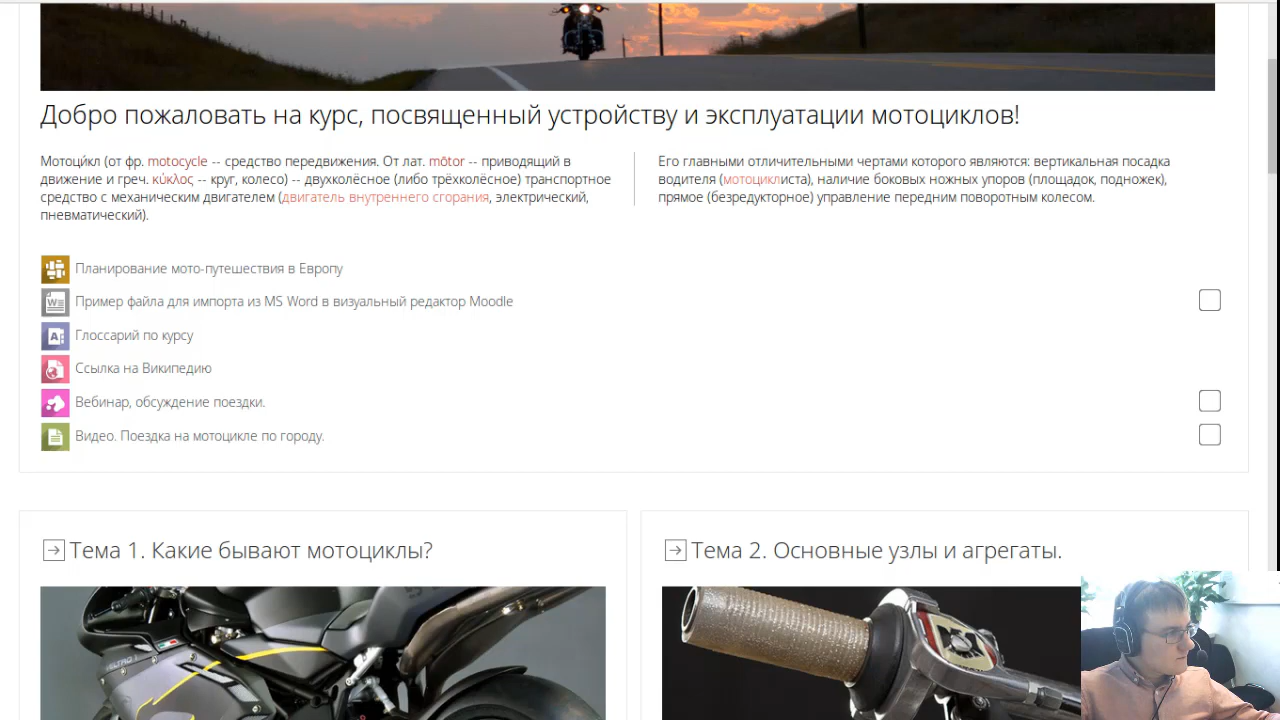 Добро пожаловать на курс, посвященный устройству и эксплуатации мотоциклов!
Мотоци́кл (от фр. motocycle -- средство передвижения. От лат. mōtor -- приводящий в
движение и греч. κύκλος -- круг, колесо) -- двухколёсное (либо трёхколёсное) транспортное
средство с механическим двигателем (двигатель внутреннего сгорания, электрический,
пневматический).
Его главными отличительными чертами которого являются: вертикальная посадка
водителя (мотоциклиста), наличие боковых ножных упоров (площадок, подножек),
прямое (безредукторное) управление передним поворотным колесом.
Планирование мото-путешествия в Европу
Пример файла для импорта из MS Word в визуальный редактор Moodle
Глоссарий по курсу
Ссылка на Википедию
Вебинар, обсуждение поездки.
Видео. Поездка на мотоцикле по городу.
Тема 1. Какие бывают мотоциклы?
Тема 2. Основные узлы и агрегаты.